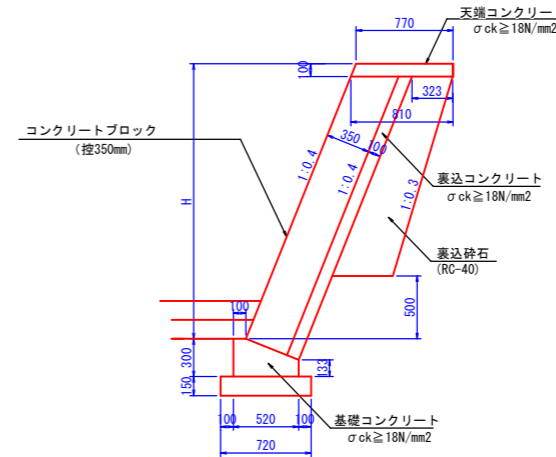 770
天端コンクリー
σck≧18N/mm2
100
323
810
コンクリートブロック
(控350mm)
350
100
1:0.4
1:0.4
1:0.3
裏込コンクリート
σck≧18N/mm2
H
裏込砕石
(RC-40)
100
500
300
133
150
100
520
100
基礎コンクリート
σck≧18N/mm2
720